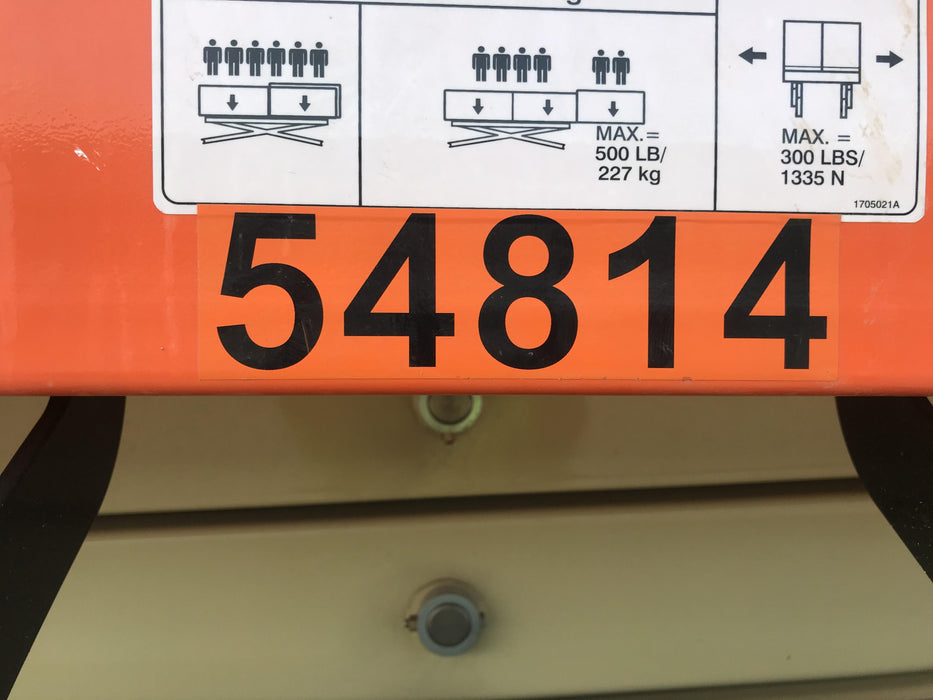 MAX. =
500 LB/
227 kg
MAX. =
300 LBS/
1335 N
1705021A
54814